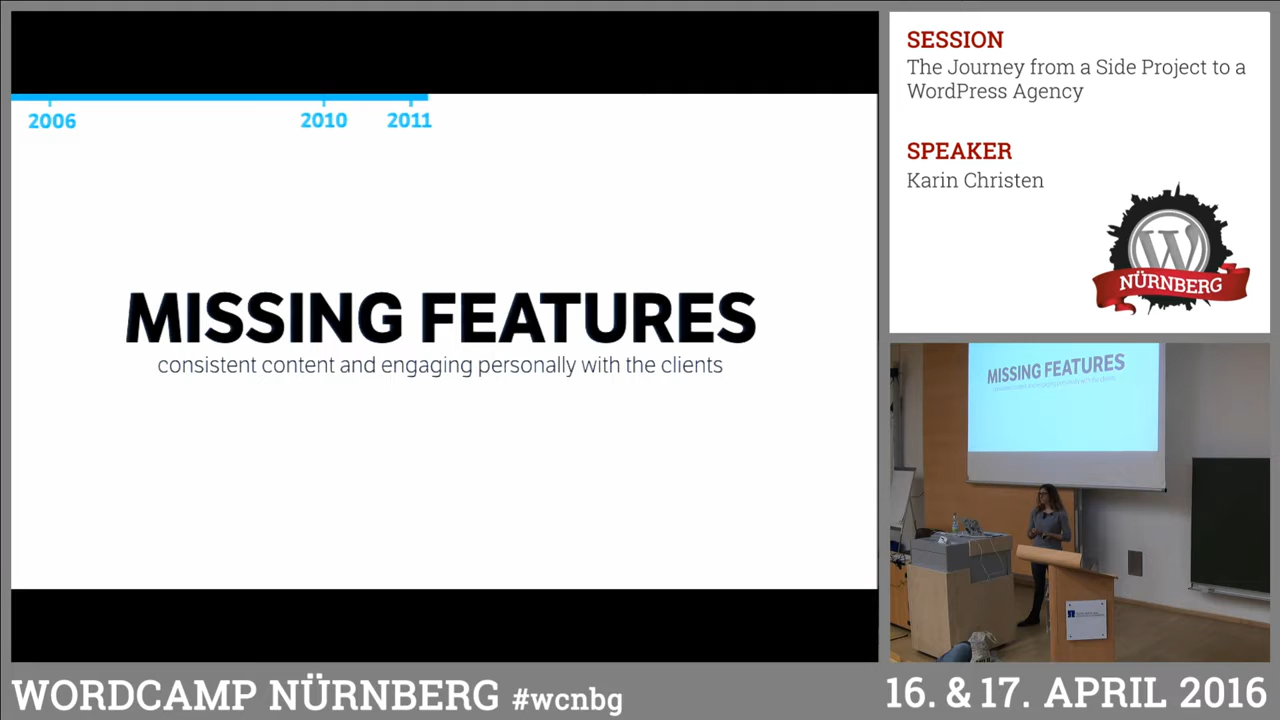 2006
2010
2011
MISSING FEATURES
consistent content and engaging personally with the clients
SESSION
The Journey from a Side Project to a
WordPress Agency
SPEAKER
Karin Christen
W
NÜRNBERG
MISSING FEATURES
WORDCAMP NÜRNBERG #wcnbg
16. & 17. APRIL 2016